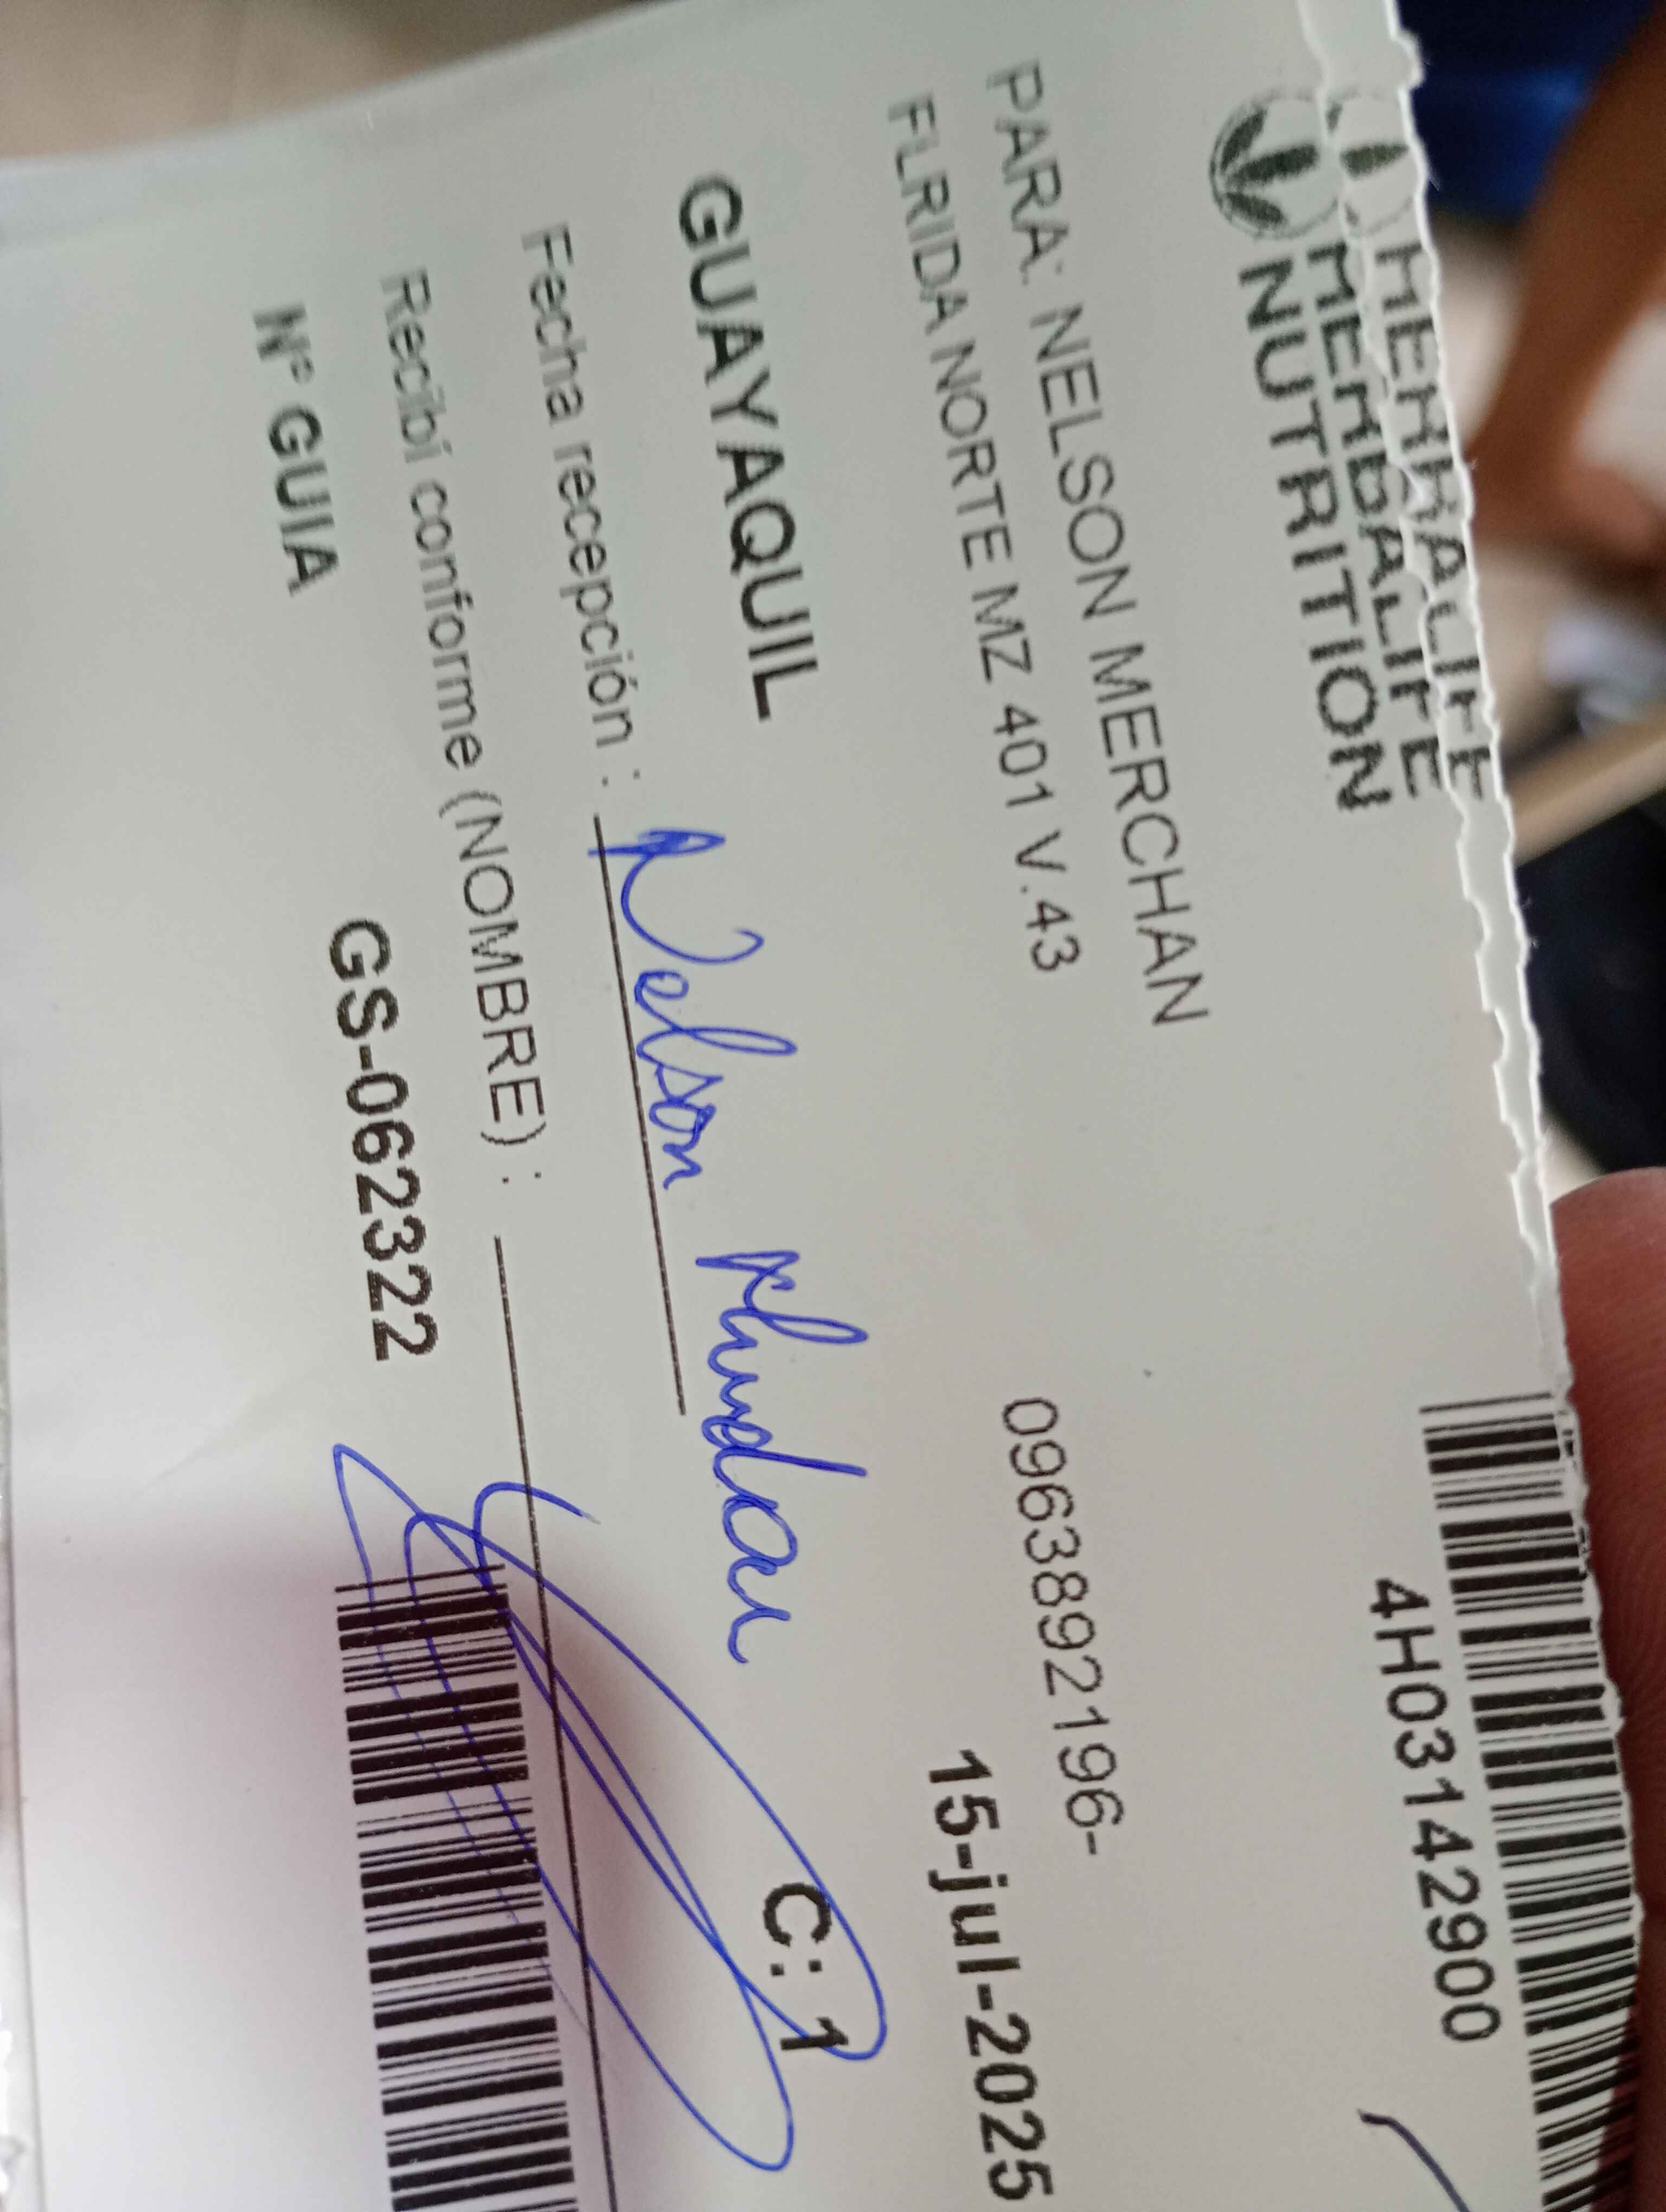 HERBALIFE
HERBALIFE
NUTRITION
4H03142900
PARA: NELSON MERCHAN
0963892196-
FLRIDA NORTE MZ 401 V.43
15-jul-2025
GUAYAQUIL
C: 1
Fecha recepción : Nelson
Recibí conforme (NOMBRE) :
Nº GUIA GS-062322